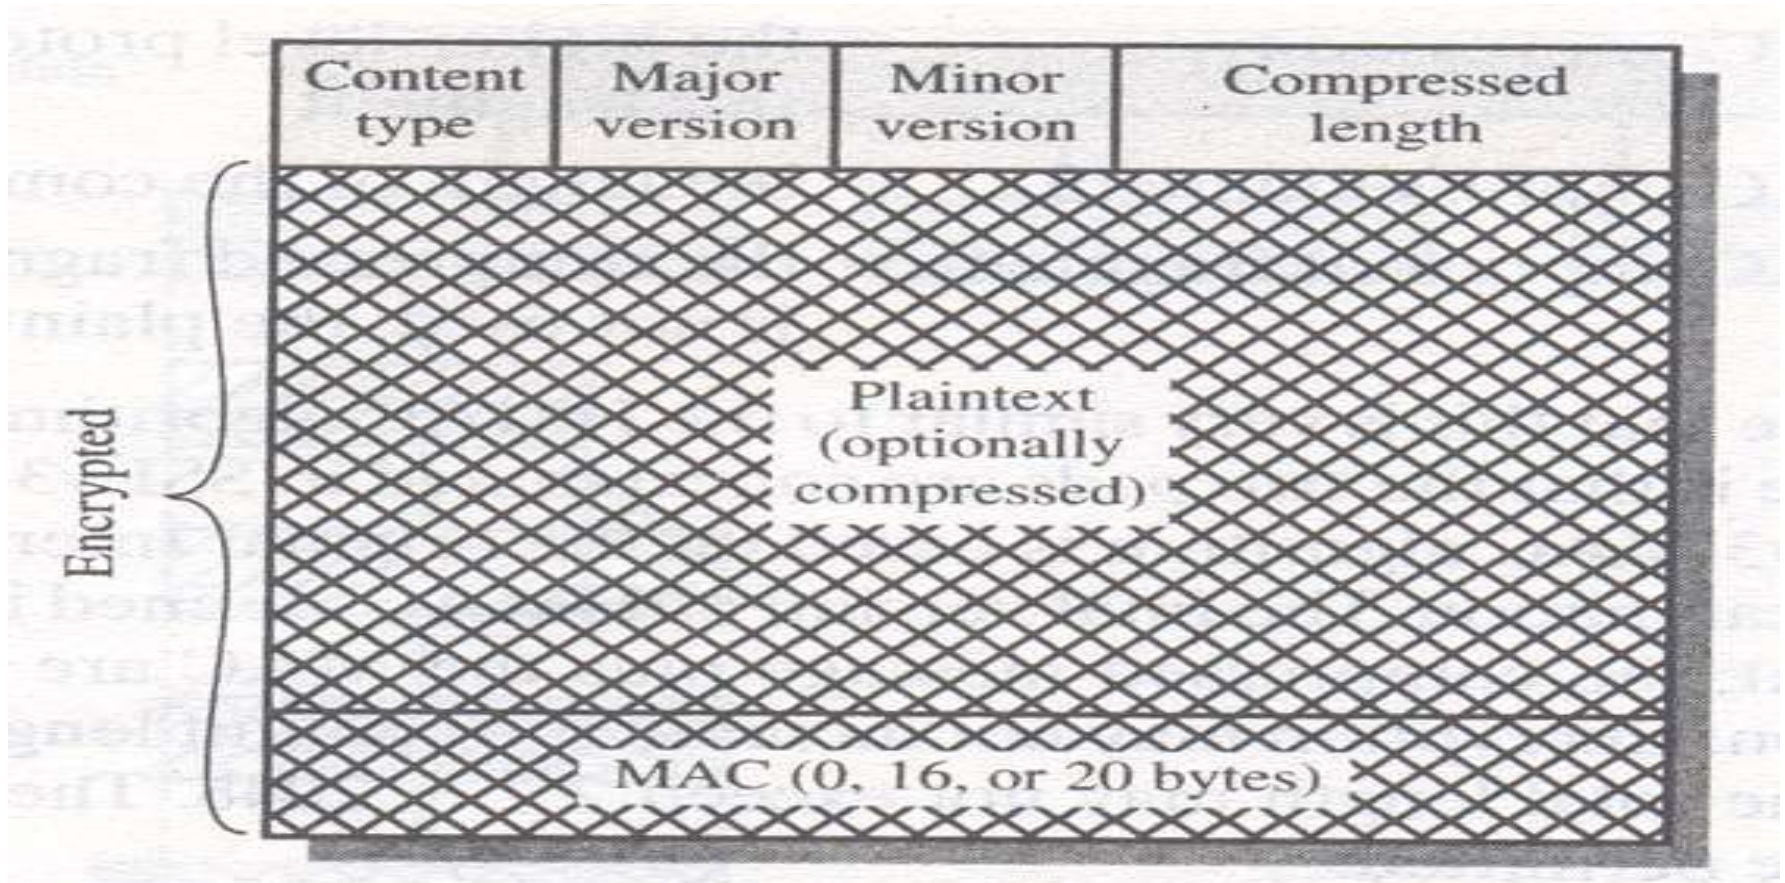 Content
type
Major
version
Minor
version
Compressed
length
Encrypted
Plaintext
(optionally
compressed)
MAC (0, 16, or 20 bytes)